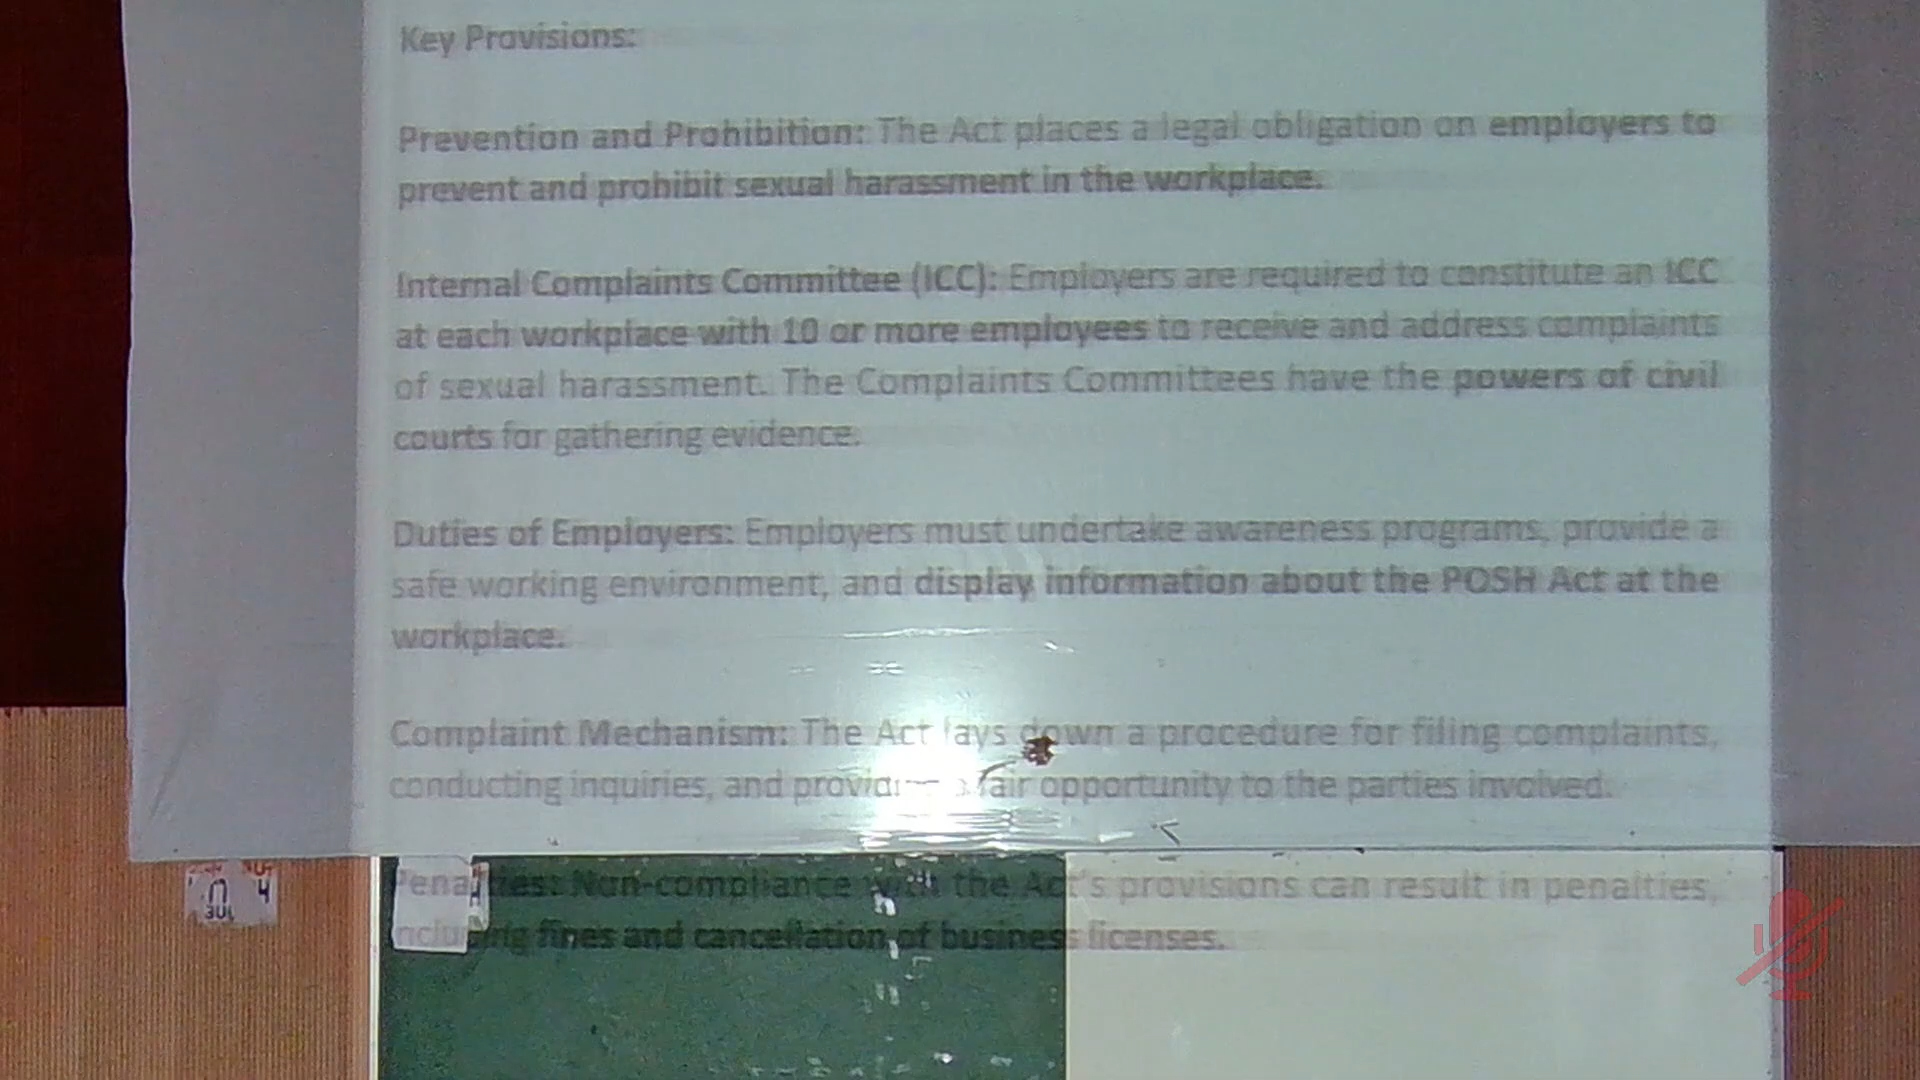 Key Provisions:
Prevention and Prohibition: The Act places a legal obligation on employers to
prevent and prohibit sexual harassment in the workplace.
Internal Complaints Committee (ICC): Employers are required to constitute an ICC
at each workplace with 10 or more employees to receive and address complaints
of sexual harassment. The Complaints Committees have the powers of civil
courts for gathering evidence.
Duties of Employers: Employers must undertake awareness programs, provide a
safe working environment, and display information about the POSH Act at the
workplace.
Complaint Mechanism: The Act lays down a procedure for filing complaints,
conducting inquiries, and providing a fair opportunity to the parties involved.
Penalties: Non-compliance with the Act's provisions can result in penalties,
including fines and cancellation of business licenses.
17 4